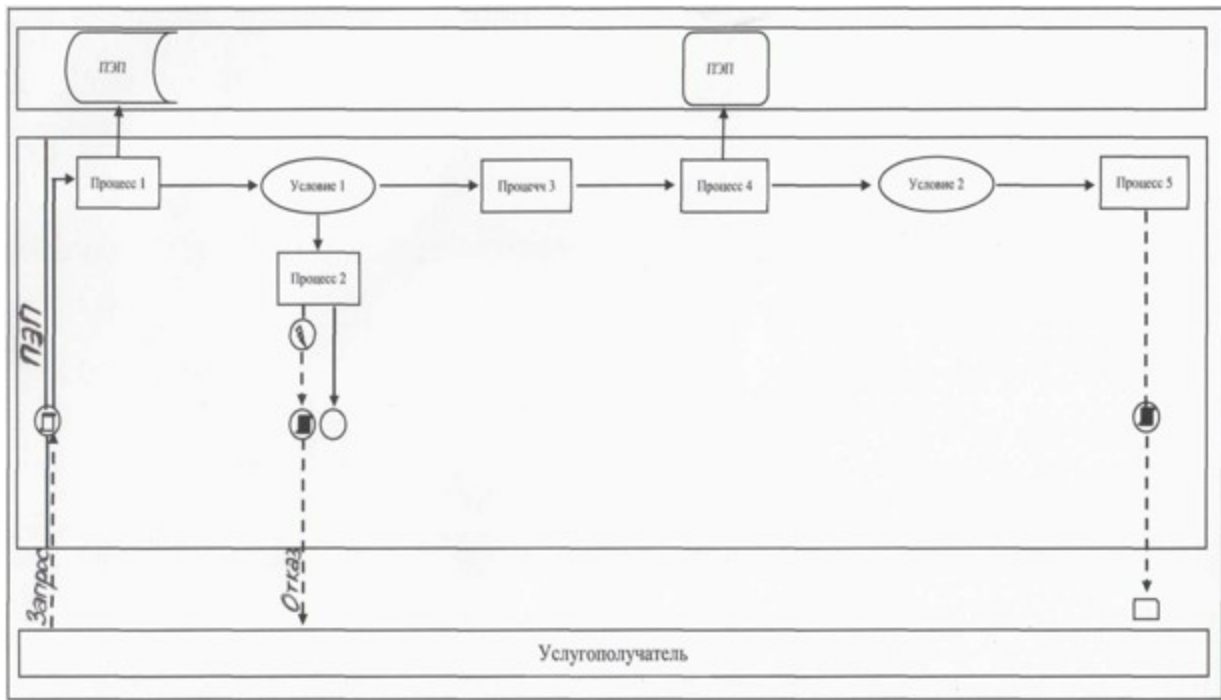 ПЭП
ПЭП
Процесс 1
Условие 1
Процечч 3
Процесс 4
Условие 2
Процесс 5
Процесс 2
Запрос
Отказ
Услугополучатель